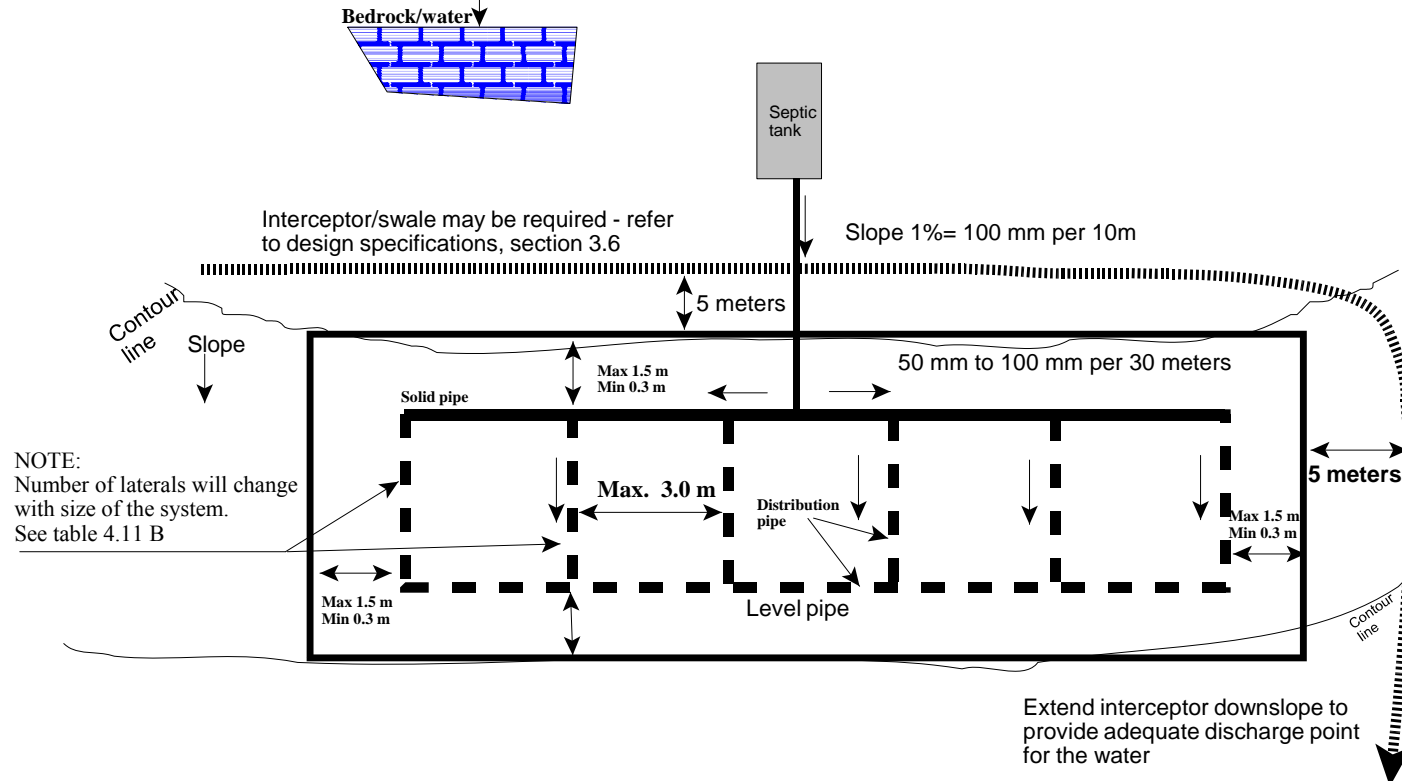 Bedrock/water
Septic
tank
Interceptor/swale may be required - refer
to design specifications, section 3.6
Slope 1%= 100 mm per 10m
5 meters
Contour
line
Slope
50 mm to 100 mm per 30 meters
Max 1.5 m
Min 0.3 m
Solid pipe
NOTE:
Number of laterals will change
with size of the system.
See table 4.11 B
Max. 3.0 m
Distribution
pipe
5 meters
Max 1.5 m
Min 0.3 m
Max 1.5 m
Min 0.3 m
Level pipe
Contour
line
Extend interceptor downslope to
provide adequate discharge point
for the water